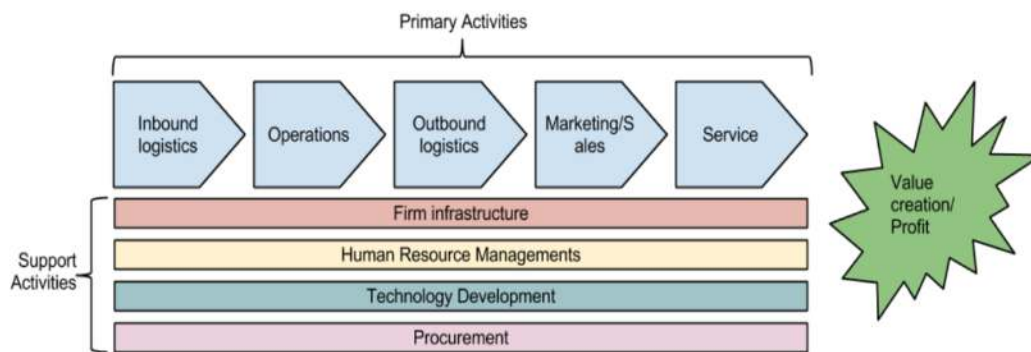 Primary Activities
Inbound
logistics
Operations
Outbound
logistics
Marketing/S
ales
Service
Value
creation/
Profit
Support
Activities
Firm infrastructure
Human Resource Managements
Technology Development
Procurement